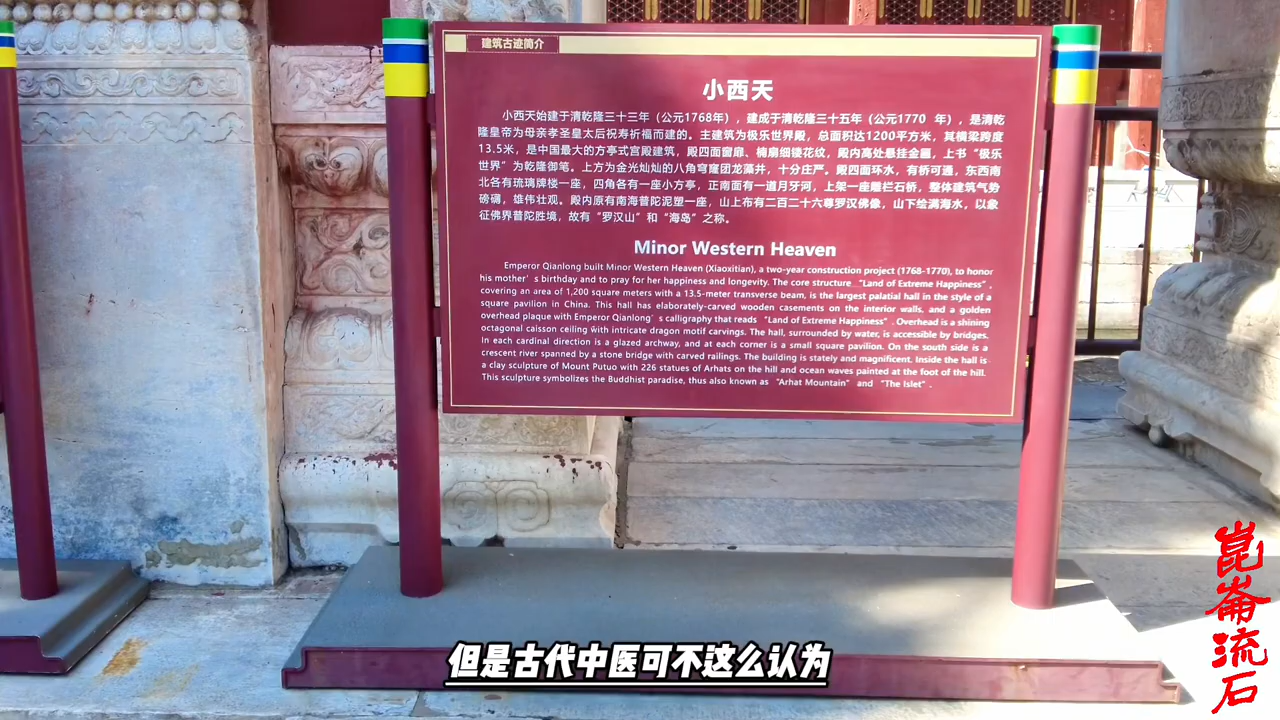 建筑古迹简介
小西天
小西天始建于清乾隆三十三年（公元1768年），建成于清乾隆三十五年（公元1770 年），是清乾
隆皇帝为母亲孝圣皇太后祝寿祈福而建的。主建筑为极乐世界殿，总面积达1200平方米，其横梁跨度
13.5米，是中国最大的方亭式宫殿建筑，殿四面窗扉、楠扇细镂花纹，殿内高处悬挂金匾，上书“极乐
世界”为乾隆御笔。上方为金光灿灿的八角穹窿团龙藻井，十分庄严。殿四面环水，有桥可通，东西南
北各有琉璃牌楼一座，四角各有一座小方亭，正南面有一道月牙河，上架一座雕栏石桥，整体建筑气势
磅礴，雄伟壮观。殿内原有南海普陀泥塑一座，山上布有二百二十六尊罗汉佛像，山下绘满海水，以象
征佛界普陀胜境，故有“罗汉山”和“海岛”之称。
Minor Western Heaven
Emperor Qianlong built Minor Western Heaven (Xiaoxitian), a two-year construction project (1768-1770), to honor
his mother’s birthday and to pray for her happiness and longevity. The core structure “Land of Extreme Happiness”,
covering an area of 1,200 square meters with a 13.5-meter transverse beam, is the largest palatial hall in the style of a
square pavilion in China. This hall has elaborately-carved wooden casements on the interior walls, and a golden
overhead plaque with Emperor Qianlong’s calligraphy that reads “Land of Extreme Happiness”. Overhead is a shining
octagonal caisson ceiling with intricate dragon motif carvings. The hall, surrounded by water, is accessible by bridges.
In each cardinal direction is a glazed archway, and at each corner is a small square pavilion. On the south side is a
crescent river spanned by a stone bridge with carved railings. The building is stately and magnificent. Inside the hall is
a clay sculpture of Mount Putuo with 226 statues of Arhats on the hill and ocean waves painted at the foot of the hill.
This sculpture symbolizes the Buddhist paradise, thus also known as “Arhat Mountain” and “The Islet”.
但是古代中医可不这么认为
崑崙流石